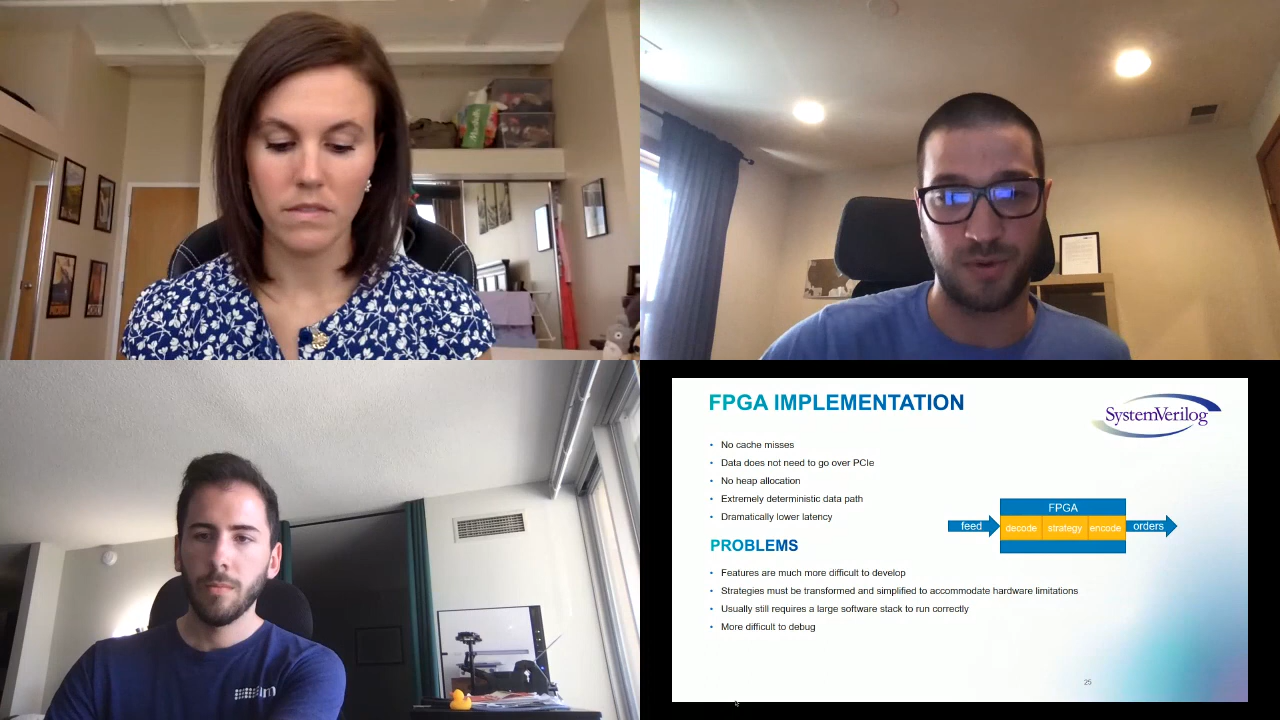 FPGA IMPLEMENTATION
SystemVerilog
No cache misses
Data does not need to go over PCIe
No heap allocation
Extremely deterministic data path
Dramatically lower latency
FPGA
feed decode strategy encode orders
PROBLEMS
Features are much more difficult to develop
Strategies must be transformed and simplified to accommodate hardware limitations
Usually still requires a large software stack to run correctly
More difficult to debug
25